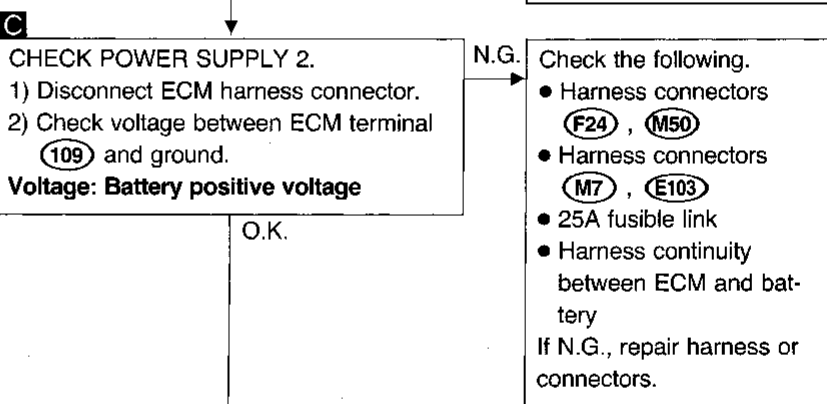 C
CHECK POWER SUPPLY 2.
1) Disconnect ECM harness connector.
2) Check voltage between ECM terminal
109 and ground.
Voltage: Battery positive voltage
N.G.
O.K.
Check the following.
● Harness connectors
F24 , M50
● Harness connectors
M7 , E103
● 25A fusible link
● Harness continuity
between ECM and bat-
tery
If N.G., repair harness or
connectors.